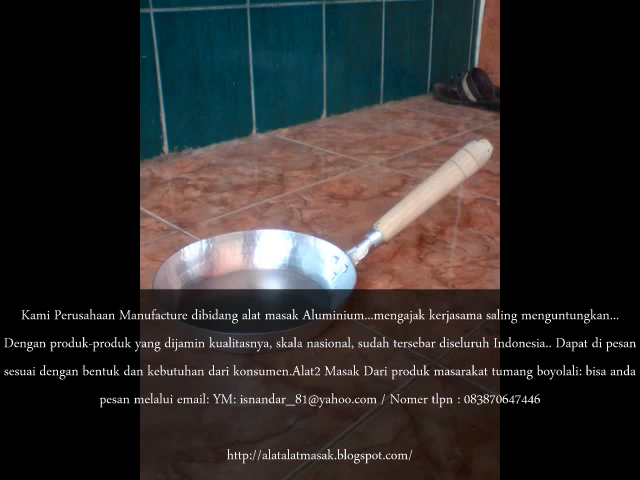 Kami Perusahaan Manufacture dibidang alat masak Aluminium...mengajak kerjasama saling menguntungkan...
Dengan produk-produk yang dijamin kualitasnya, skala nasional, sudah tersebar diseluruh Indonesia.. Dapat di pesan
sesuai dengan bentuk dan kebutuhan dari konsumen.Alat2 Masak Dari produk masarakat tumang boyolali: bisa anda
pesan melalui email: YM: isnandar_81@yahoo.com / Nomer tlpn : 083870647446
http://alatalatmasak.blogspot.com/